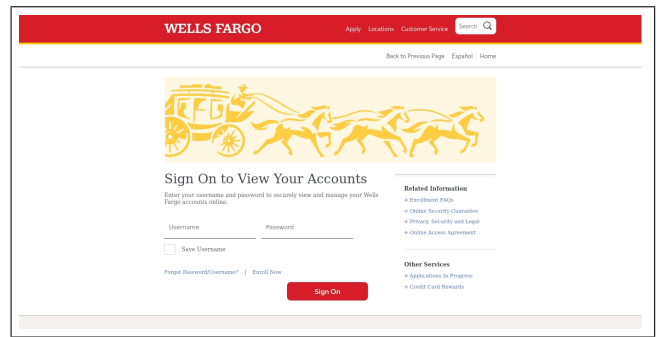 WELLS FARGO
Apply Locations Customer Service Search
Back to Previous Page Español Home
Sign On to View Your Accounts
Enter your username and password to securely view and manage your Wells
Fargo accounts online.
Username Password
Save Username
Forgot Password/Username? | Enroll Now
Sign On
Related Information
Enrollment FAQs
Online Security Guarantee
Privacy, Security and Legal
Online Access Agreement
Other Services
Applications In Progress
Credit Card Rewards